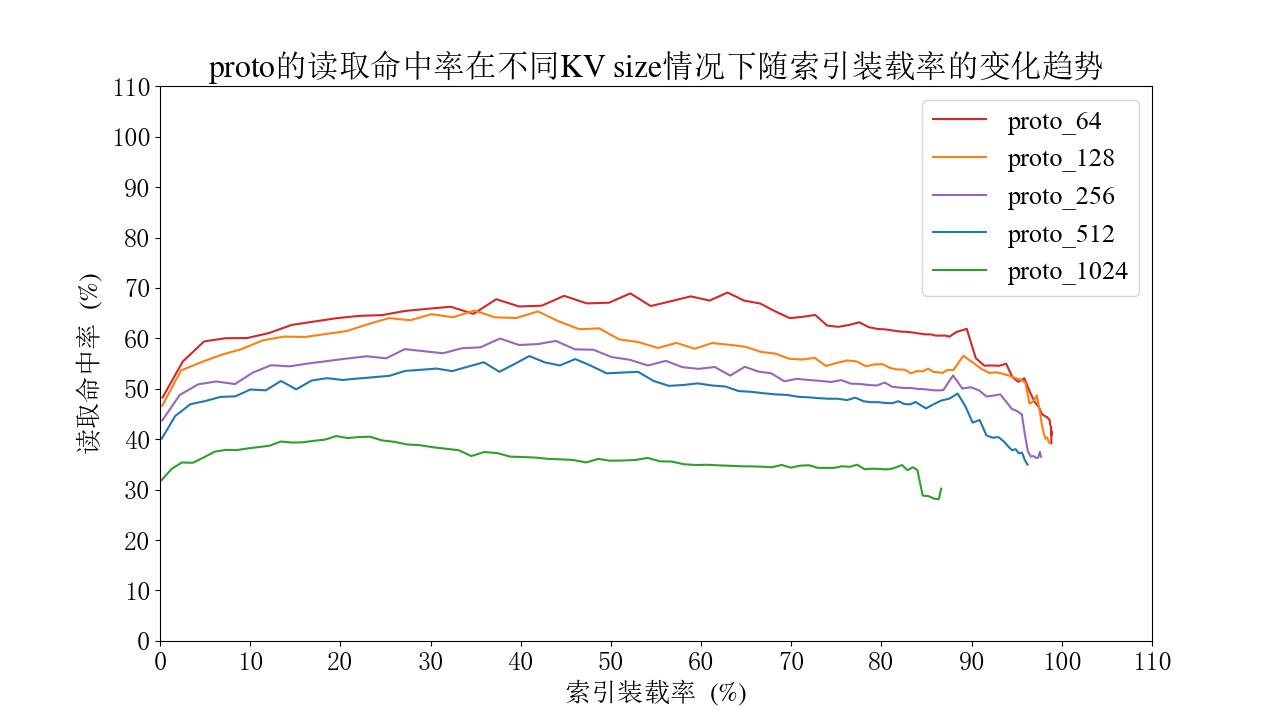 proto的读取命中率在不同KV size情况下随索引装载率的变化趋势
110
100
90
80
70
60
50
40
30
20
10
0
读取命中率 (%)
proto_64
proto_128
proto_256
proto_512
proto_1024
0 10 20 30 40 50 60 70 80 90 100 110
索引装载率 (%)